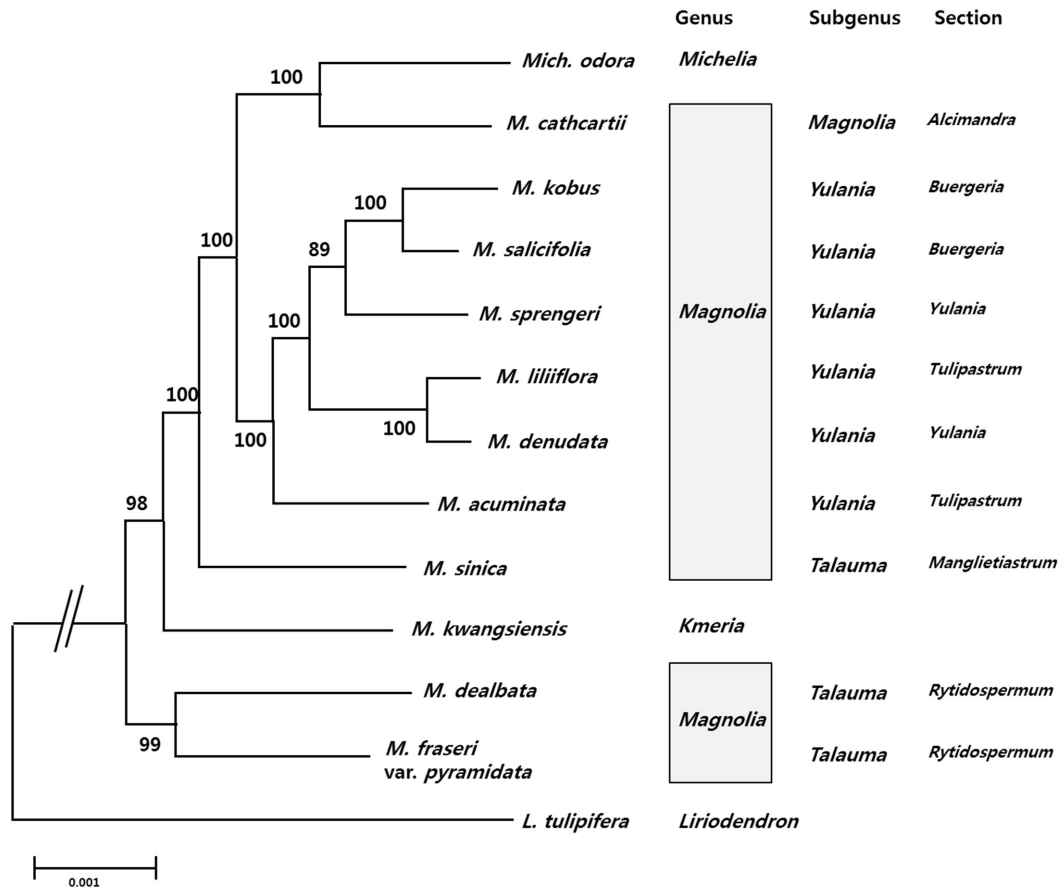 Genus Subgenus Section
100 Mich. odora Michelia
M. cathcartii Magnolia Alcimandra
M. kobus Yulania Buergeria
100
100 89 M. salicifolia Yulania Buergeria
100 M. sprengeri Magnolia Yulania Yulania
M. liliiflora Yulania Tulipastrum
100
100 100 M. denudata Yulania Yulania
98 M. acuminata Yulania Tulipastrum
M. sinica Talauma Manglietiastrum
M. kwangsiensis Kmeria
M. dealbata Talauma Rytidospermum
Magnolia
99 M. fraseri Talauma Rytidospermum
var. pyramidata
L. tulipifera Liriodendron
0.001